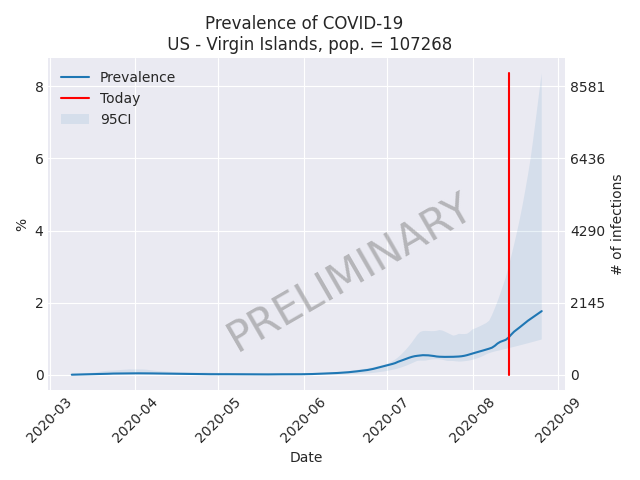 Prevalence of COVID-19
US - Virgin Islands, pop. = 107268
Prevalence
Today
95CI
8
6
4
2
0
%
8581
6436
4290
2145
0
# of infections
PRELIMINARY
2020-03
2020-04
2020-05
2020-06
2020-07
2020-08
2020-09
Date